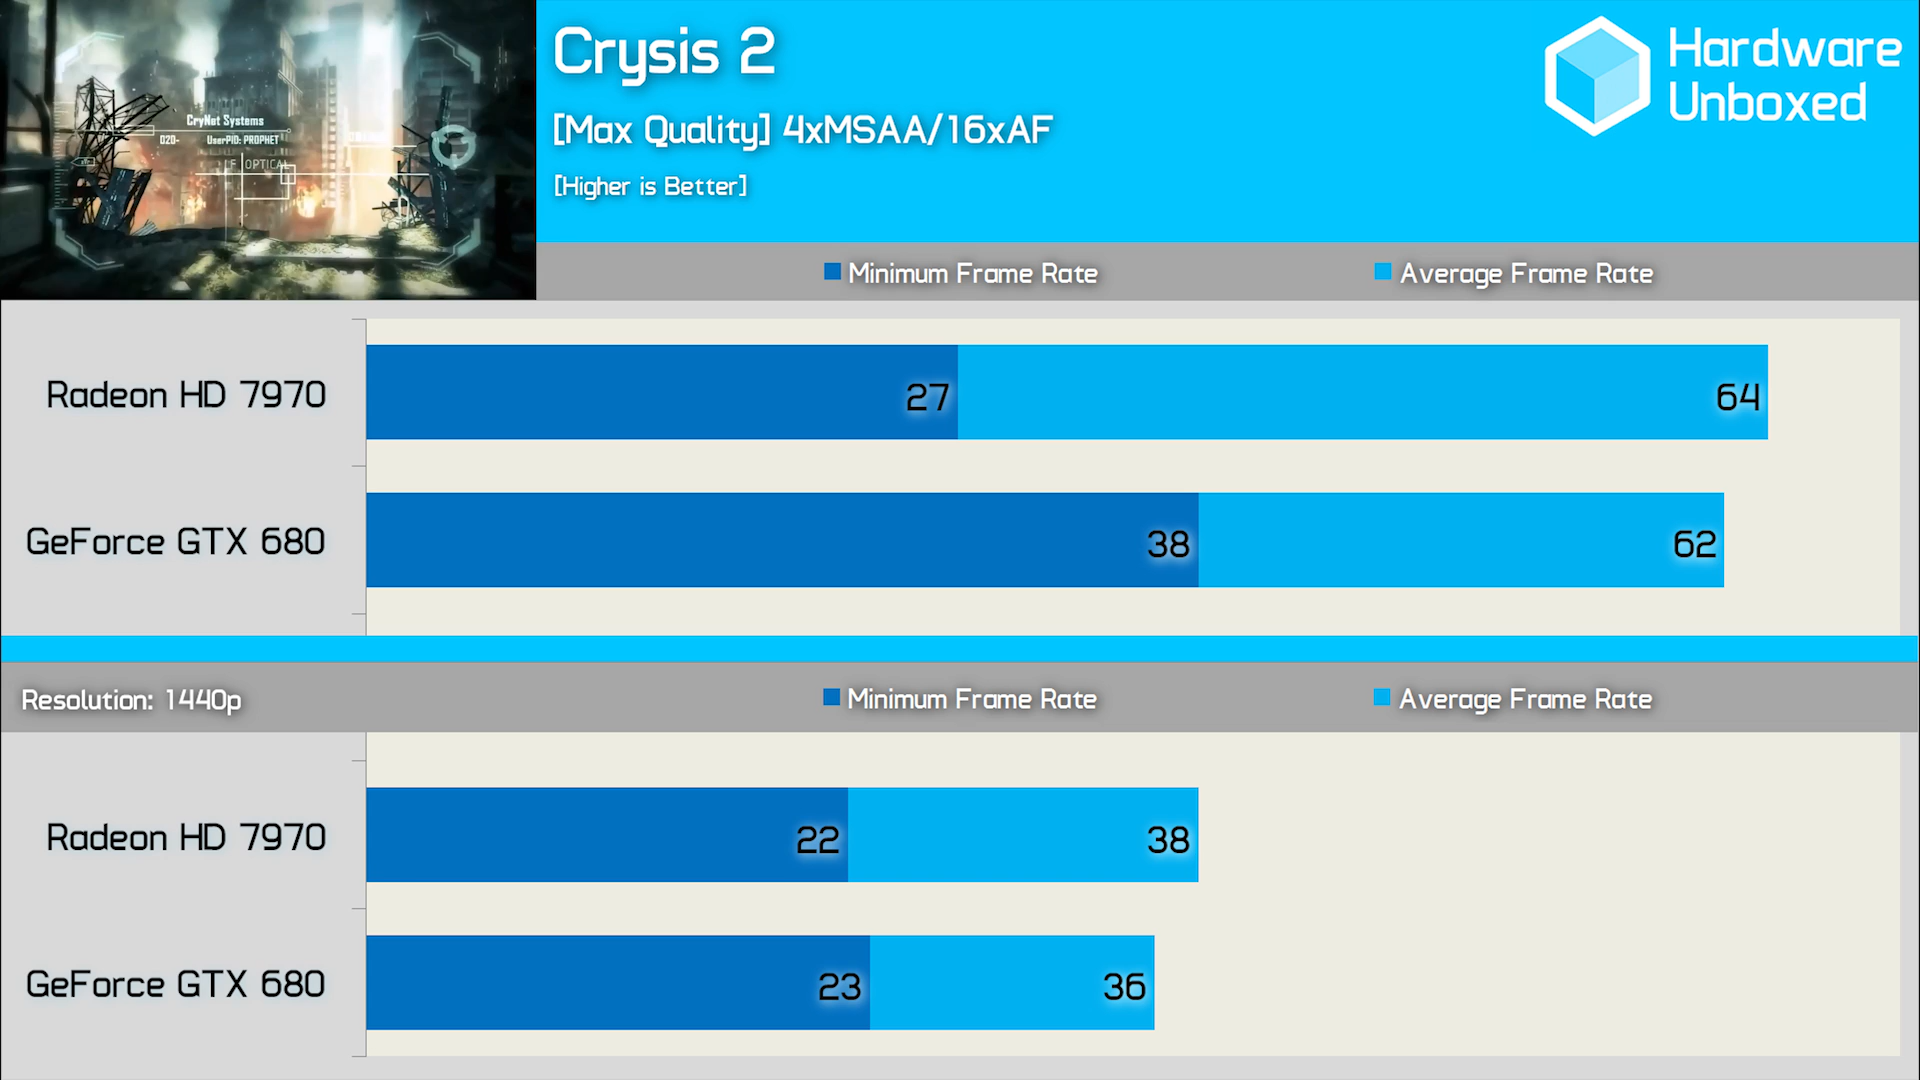 CryNet Systems
020-
UserPID: PROPHET
OPTICAL
Crysis 2
[Max Quality] 4xMSAA/16xAF
[Higher is Better]
Hardware
Unboxed
Minimum Frame Rate
Average Frame Rate
Radeon HD 7970
27
64
GeForce GTX 680
38
62
Resolution: 1440p
Minimum Frame Rate
Average Frame Rate
Radeon HD 7970
22
38
GeForce GTX 680
23
36